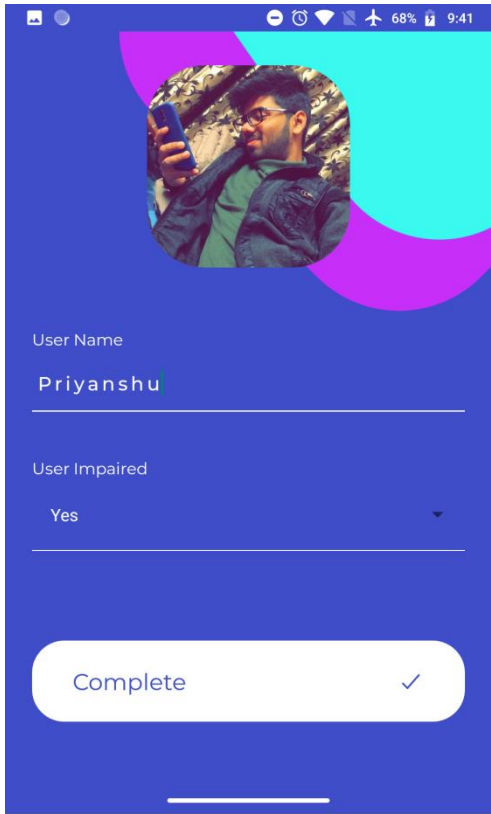 68% 9:41
User Name
Priyanshu
User Impaired
Yes
Complete